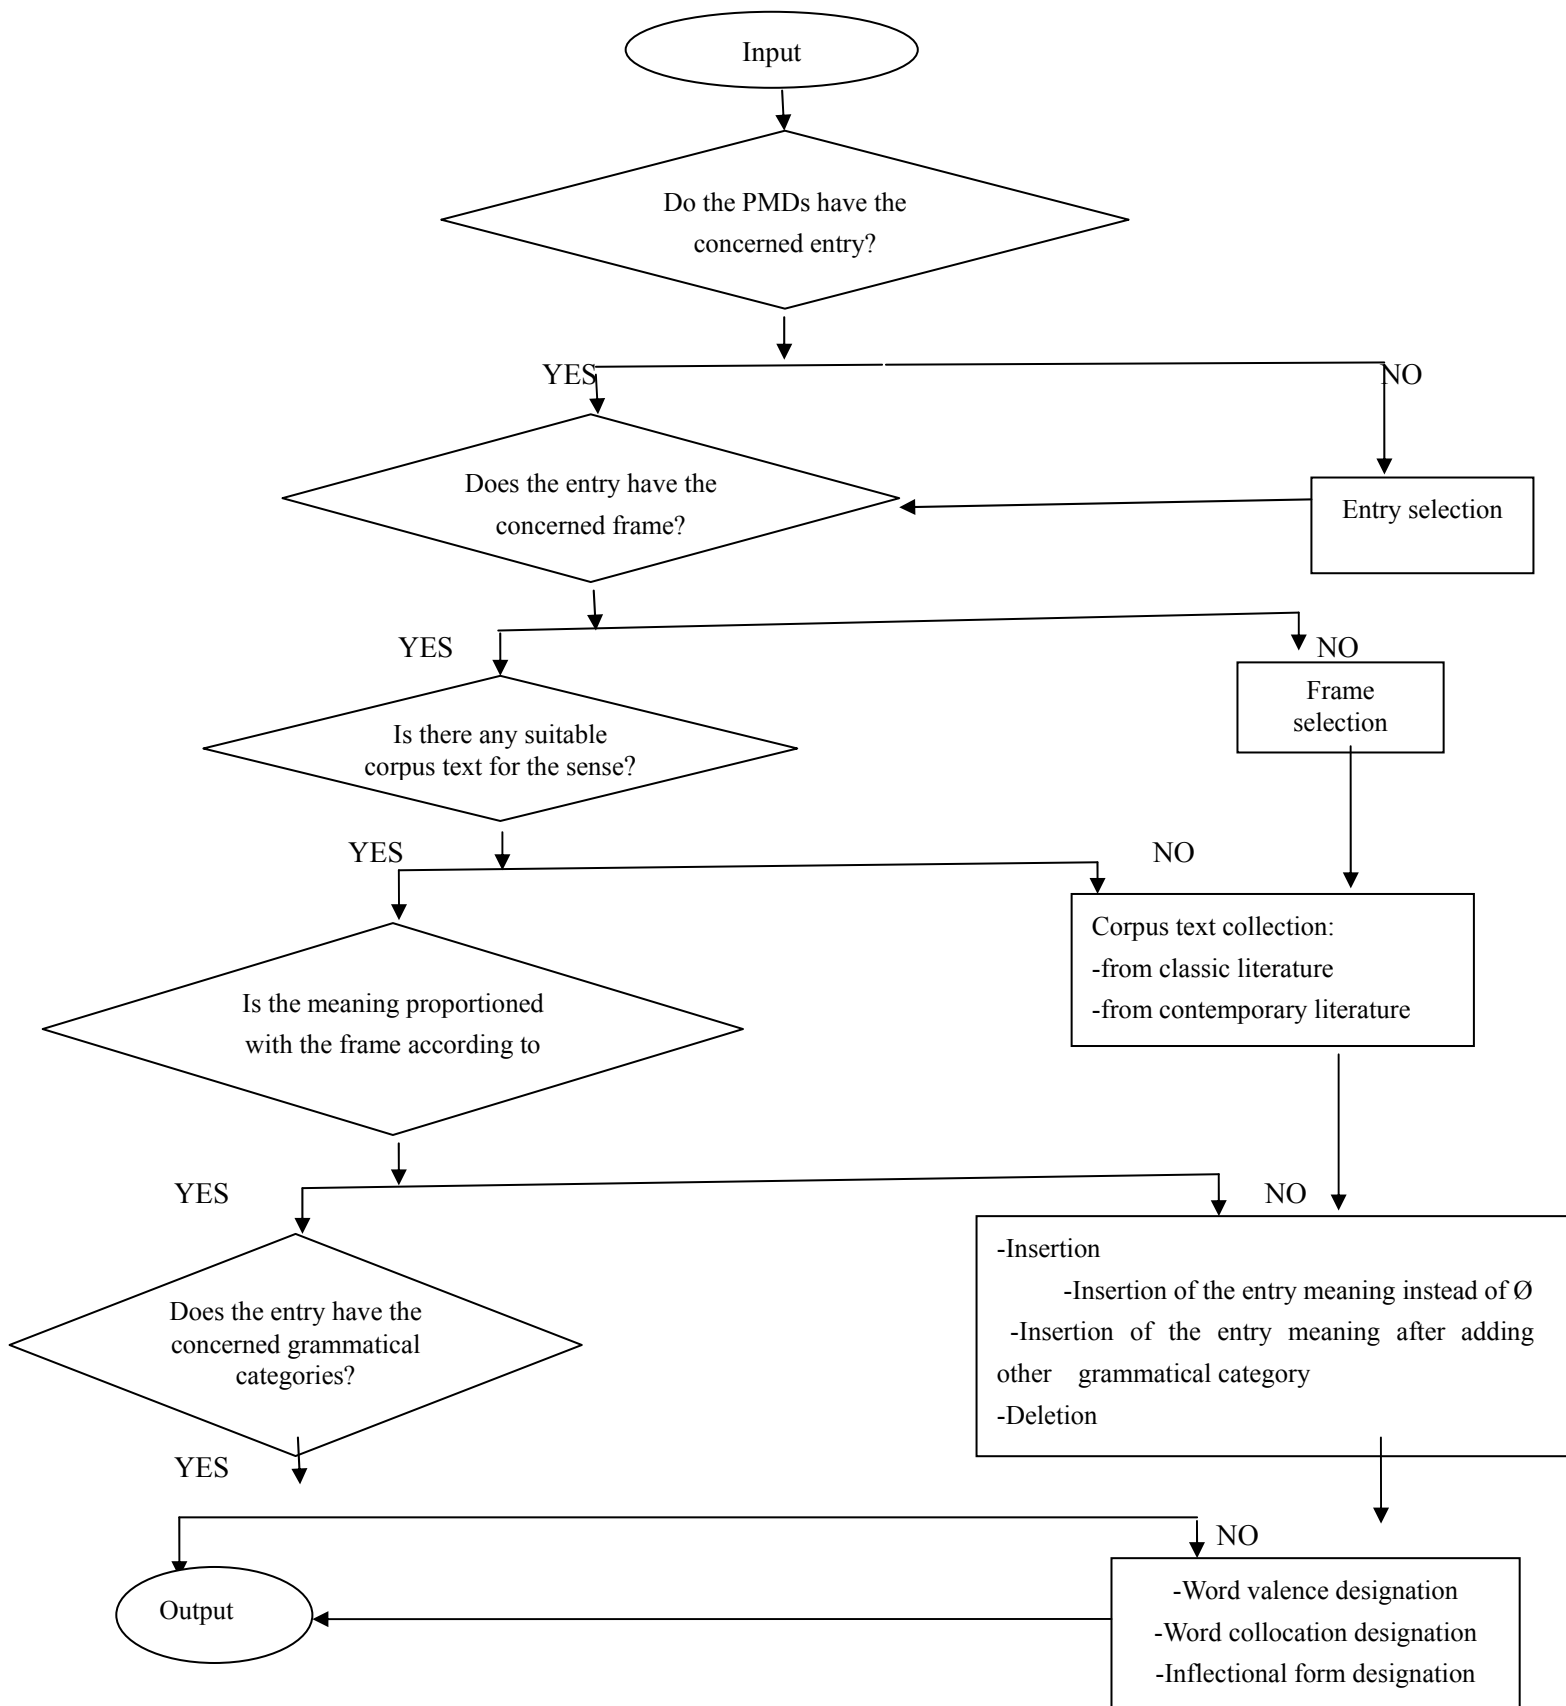 Input
Do the PMDs have the
concerned entry?
YES
NO
Does the entry have the
concerned frame?
Entry selection
YES
NO
Frame
selection
Is there any suitable
corpus text for the sense?
YES
NO
Corpus text collection:
-from classic literature
-from contemporary literature
Is the meaning proportioned
with the frame according to
YES
NO
-Insertion
-Insertion of the entry meaning instead of Ø
-Insertion of the entry meaning after adding
other grammatical category
-Deletion
Does the entry have the
concerned grammatical
categories?
YES
NO
Output
-Word valence designation
-Word collocation designation
-Inflectional form designation